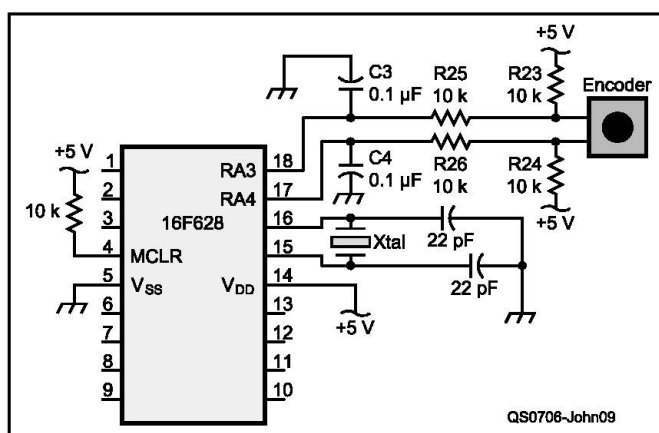 +5 V
C3
0.1 µF
R25
10 k
R23
10 k
Encoder
+5 V
10 k
1
2
3
4
5
6
7
8
9
16F628
MCLR
VSS
RA3
RA4
VDD
18
17
16
15
14
13
12
11
10
C4
0.1 µF
R26
10 k
R24
10 k
+5 V
Xtal
22 pF
22 pF
+5 V
QS0706-John09